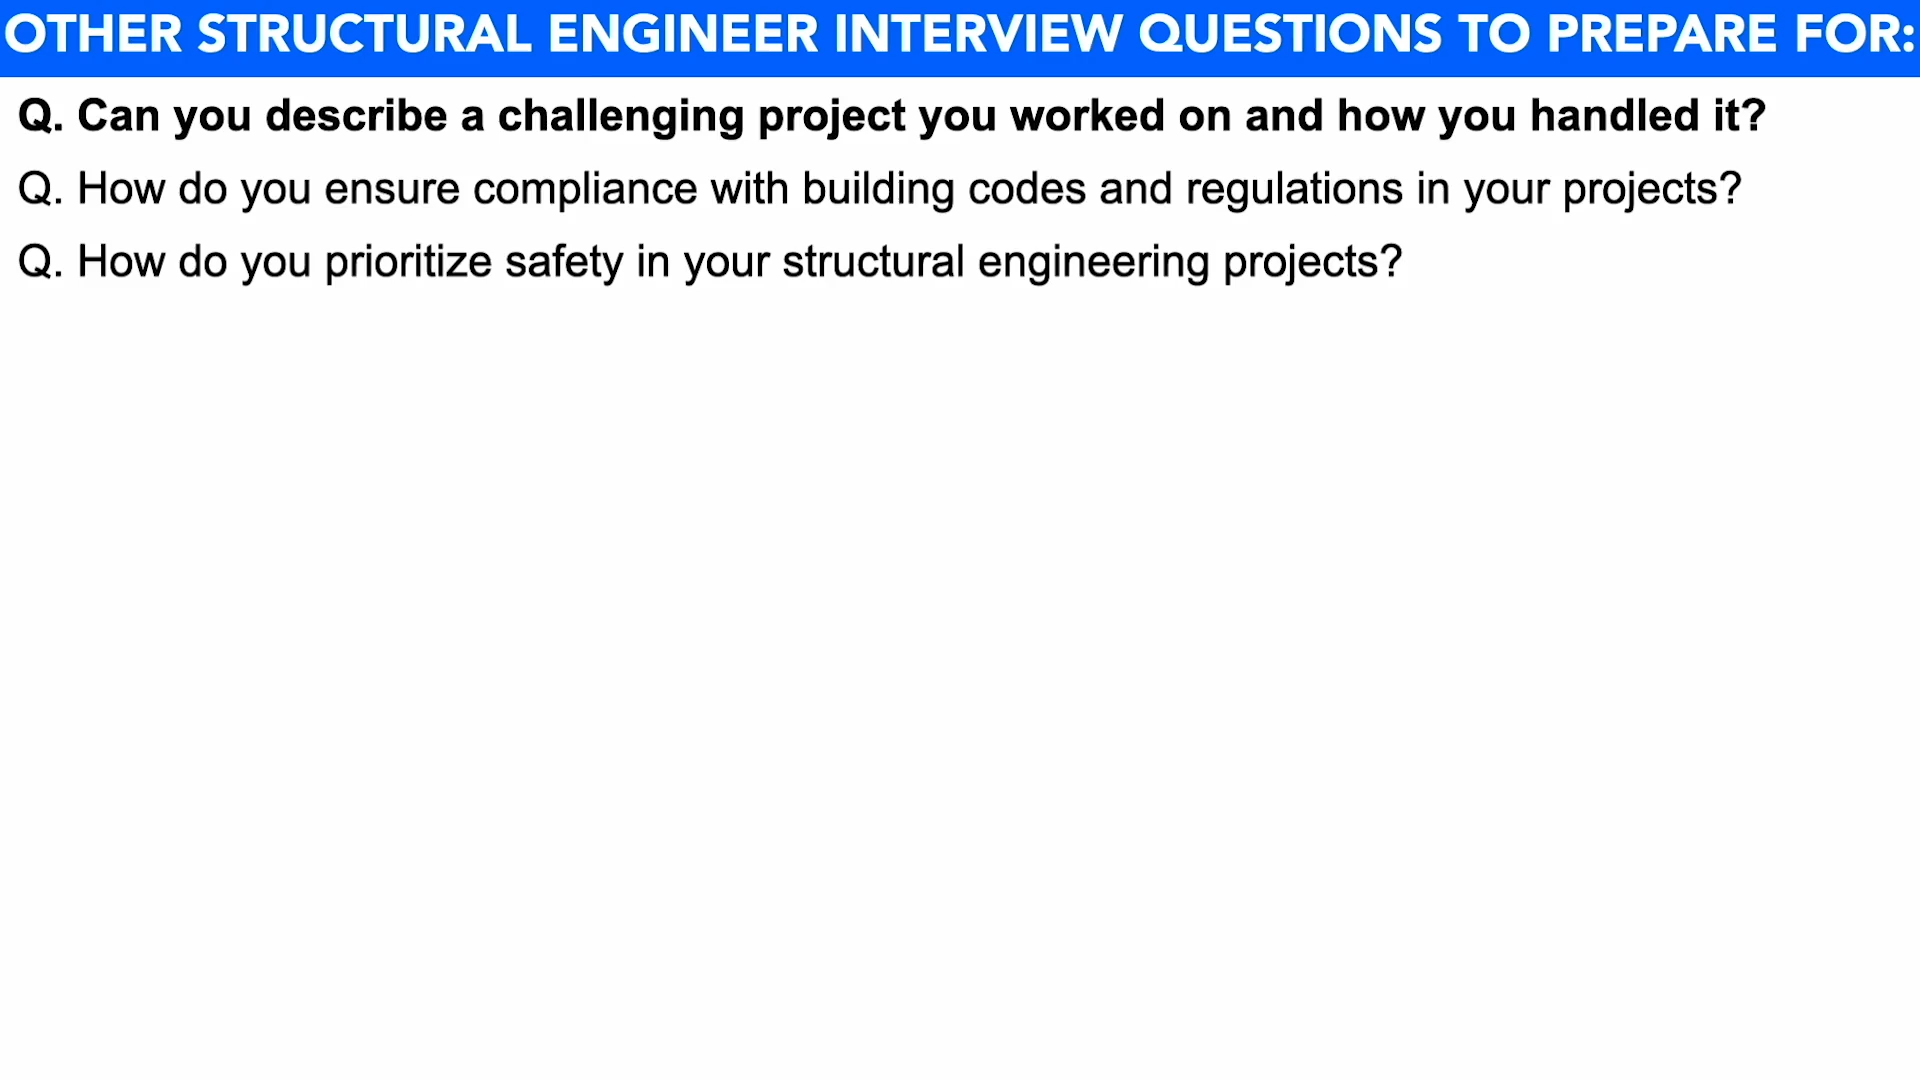 OTHER STRUCTURAL ENGINEER INTERVIEW QUESTIONS TO PREPARE FOR:
Q. Can you describe a challenging project you worked on and how you handled it?
Q. How do you ensure compliance with building codes and regulations in your projects?
Q. How do you prioritize safety in your structural engineering projects?